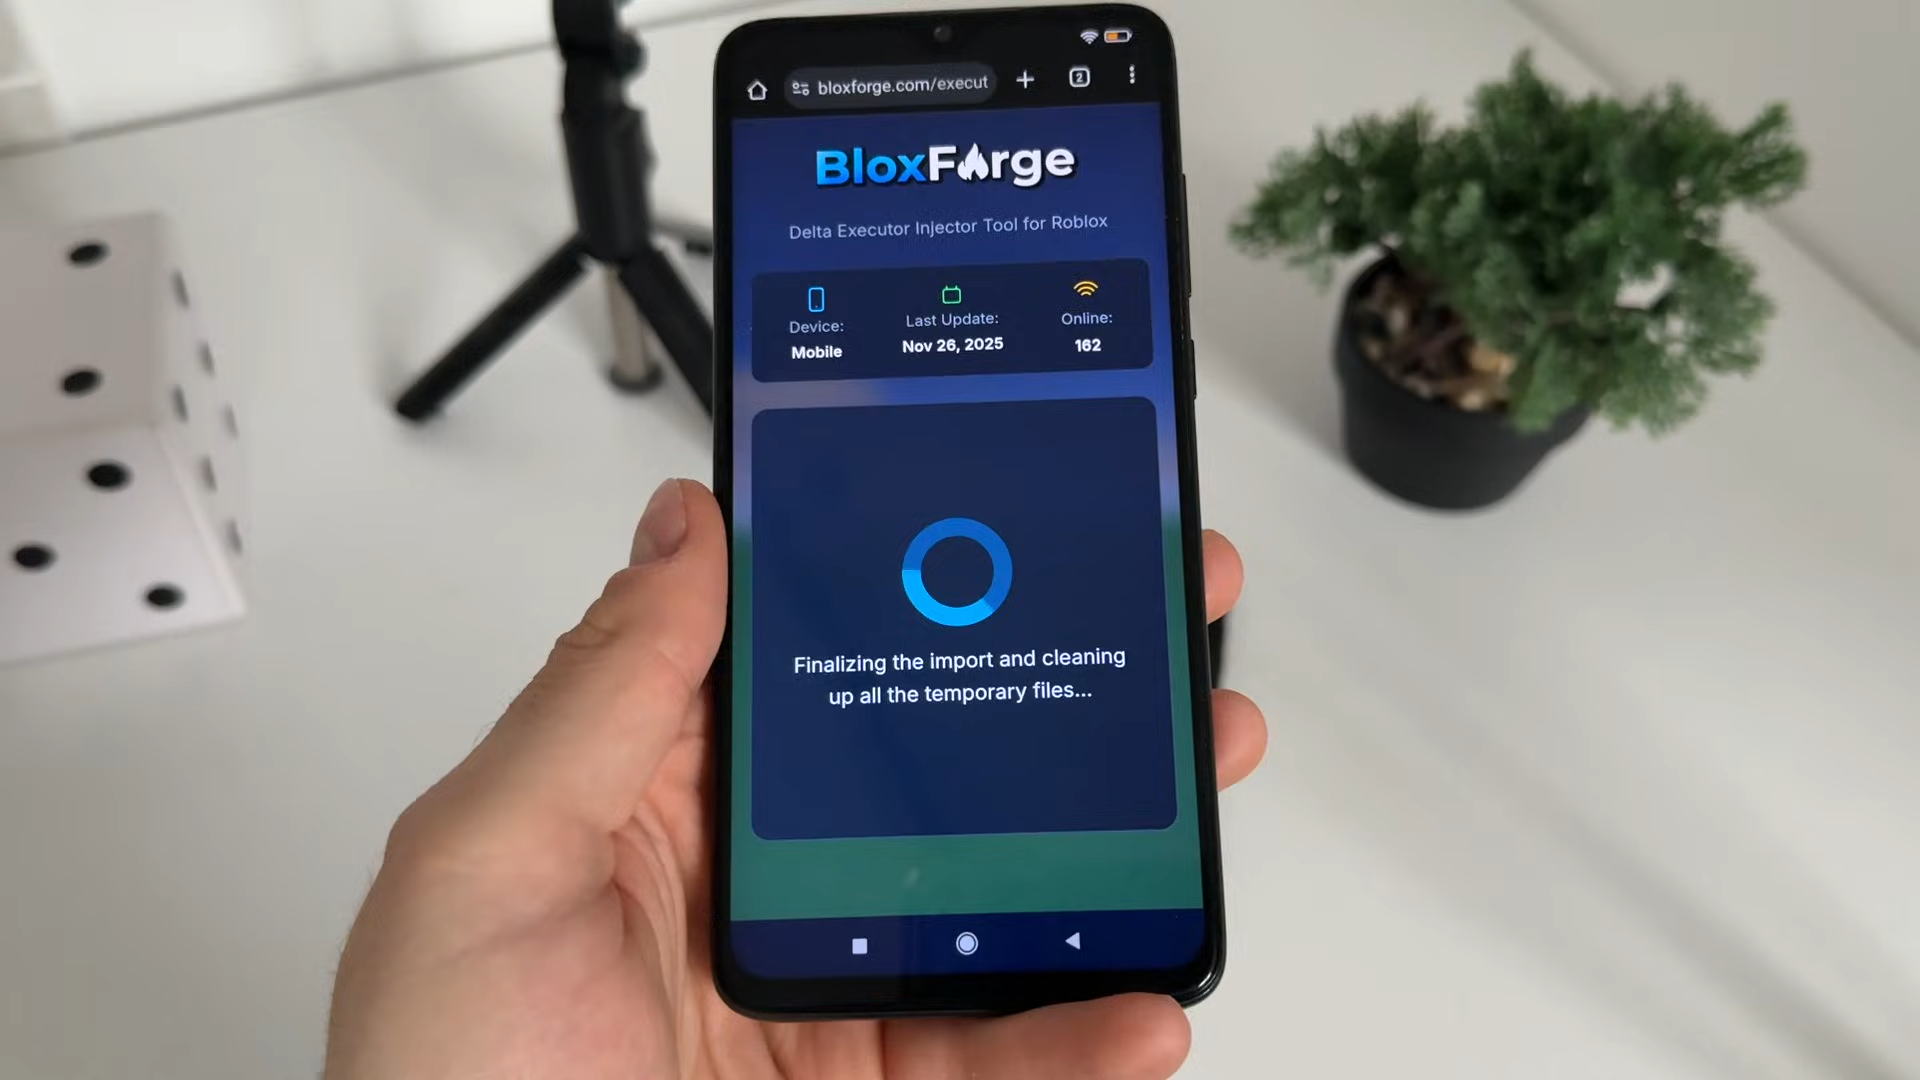 bloxforge.com/execut
2
BloxForge
Delta Executor Injector Tool for Roblox
Device:
Mobile
Last Update:
Nov 26, 2025
Online:
162
Finalizing the import and cleaning
up all the temporary files...